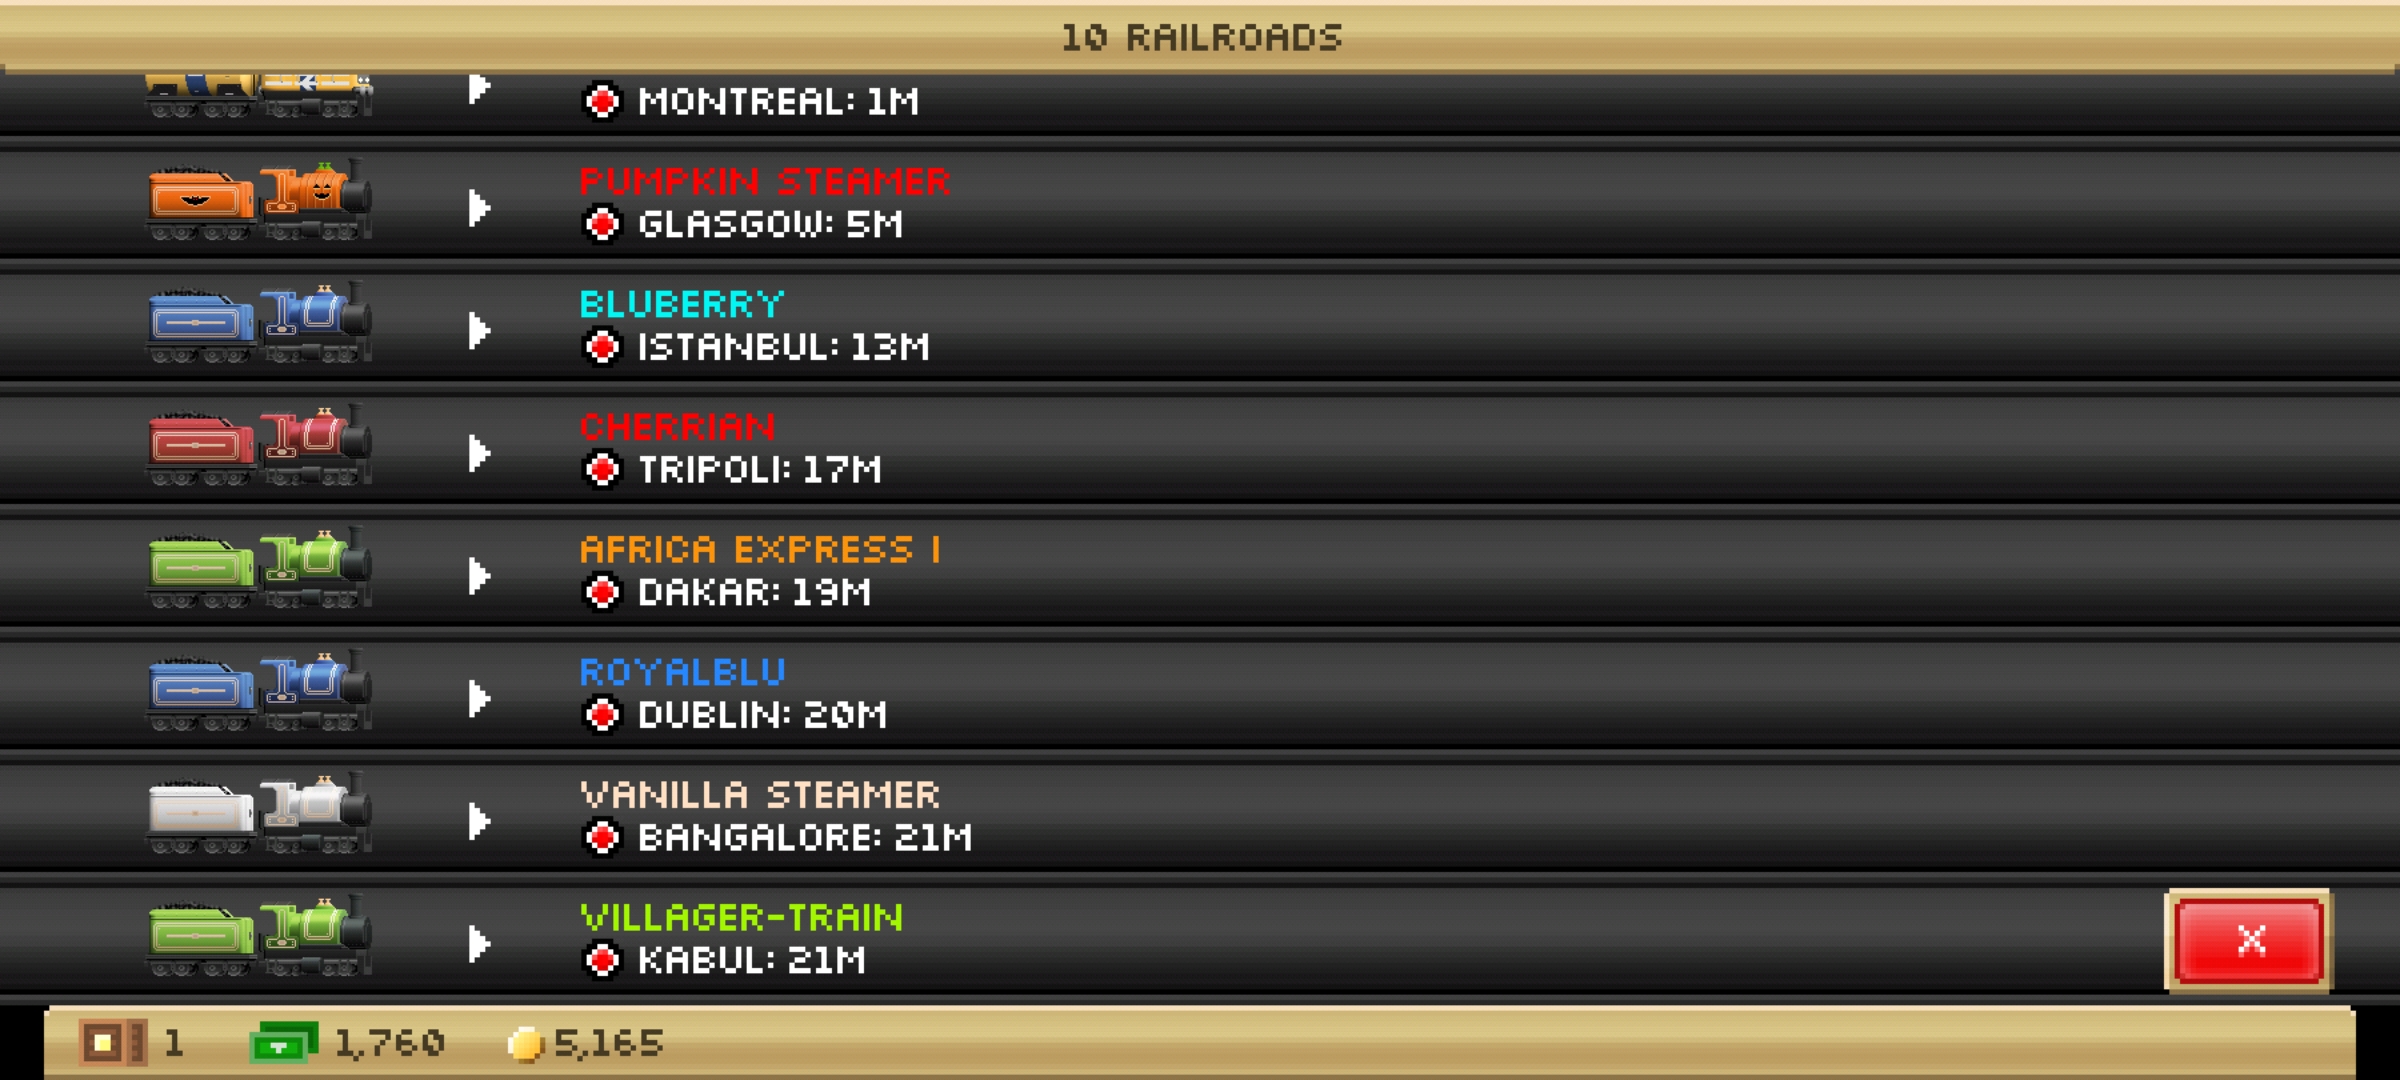 10 RAILROADS
MONTREAL: 1M
PUMPKIN STEAMER
GLASGOW: 5M
BLUBERRY
ISTANBUL: 13M
CHERRIAN
TRIPOLI: 17M
AFRICA EXPRESS I
DAKAR: 19M
ROYALBLU
DUBLIN: 20M
VANILLA STEAMER
BANGALORE: 21M
VILLAGER-TRAIN
KABUL: 21M
X
1 1,760 5,165